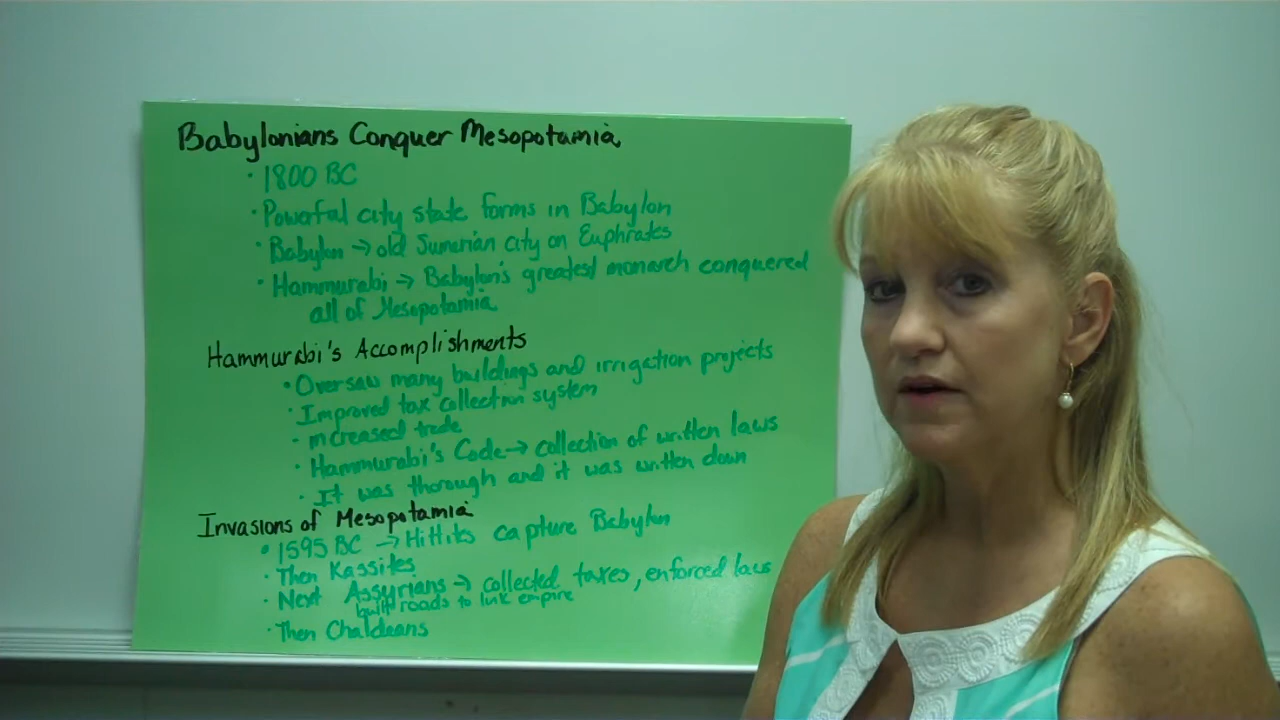 Babylonians Conquer Mesopotamia
• 1800 BC
• Powerful city state forms in Babylon
• Babylon → old Sumerian city on Euphrates
• Hammurabi → Babylon's greatest monarch conquered
all of Mesopotamia
Hammurabi's Accomplishments
• Oversaw many buildings and irrigation projects
• Improved tax collection system
• increased trade
• Hammurabi's Code → collection of written laws
• It was thorough and it was written down
Invasions of Mesopotamia
• 1595 BC → Hittites capture Babylon
• Then Kassites
• Next Assyrians → collected taxes, enforced laws
built roads to link empire
• Then Chaldeans